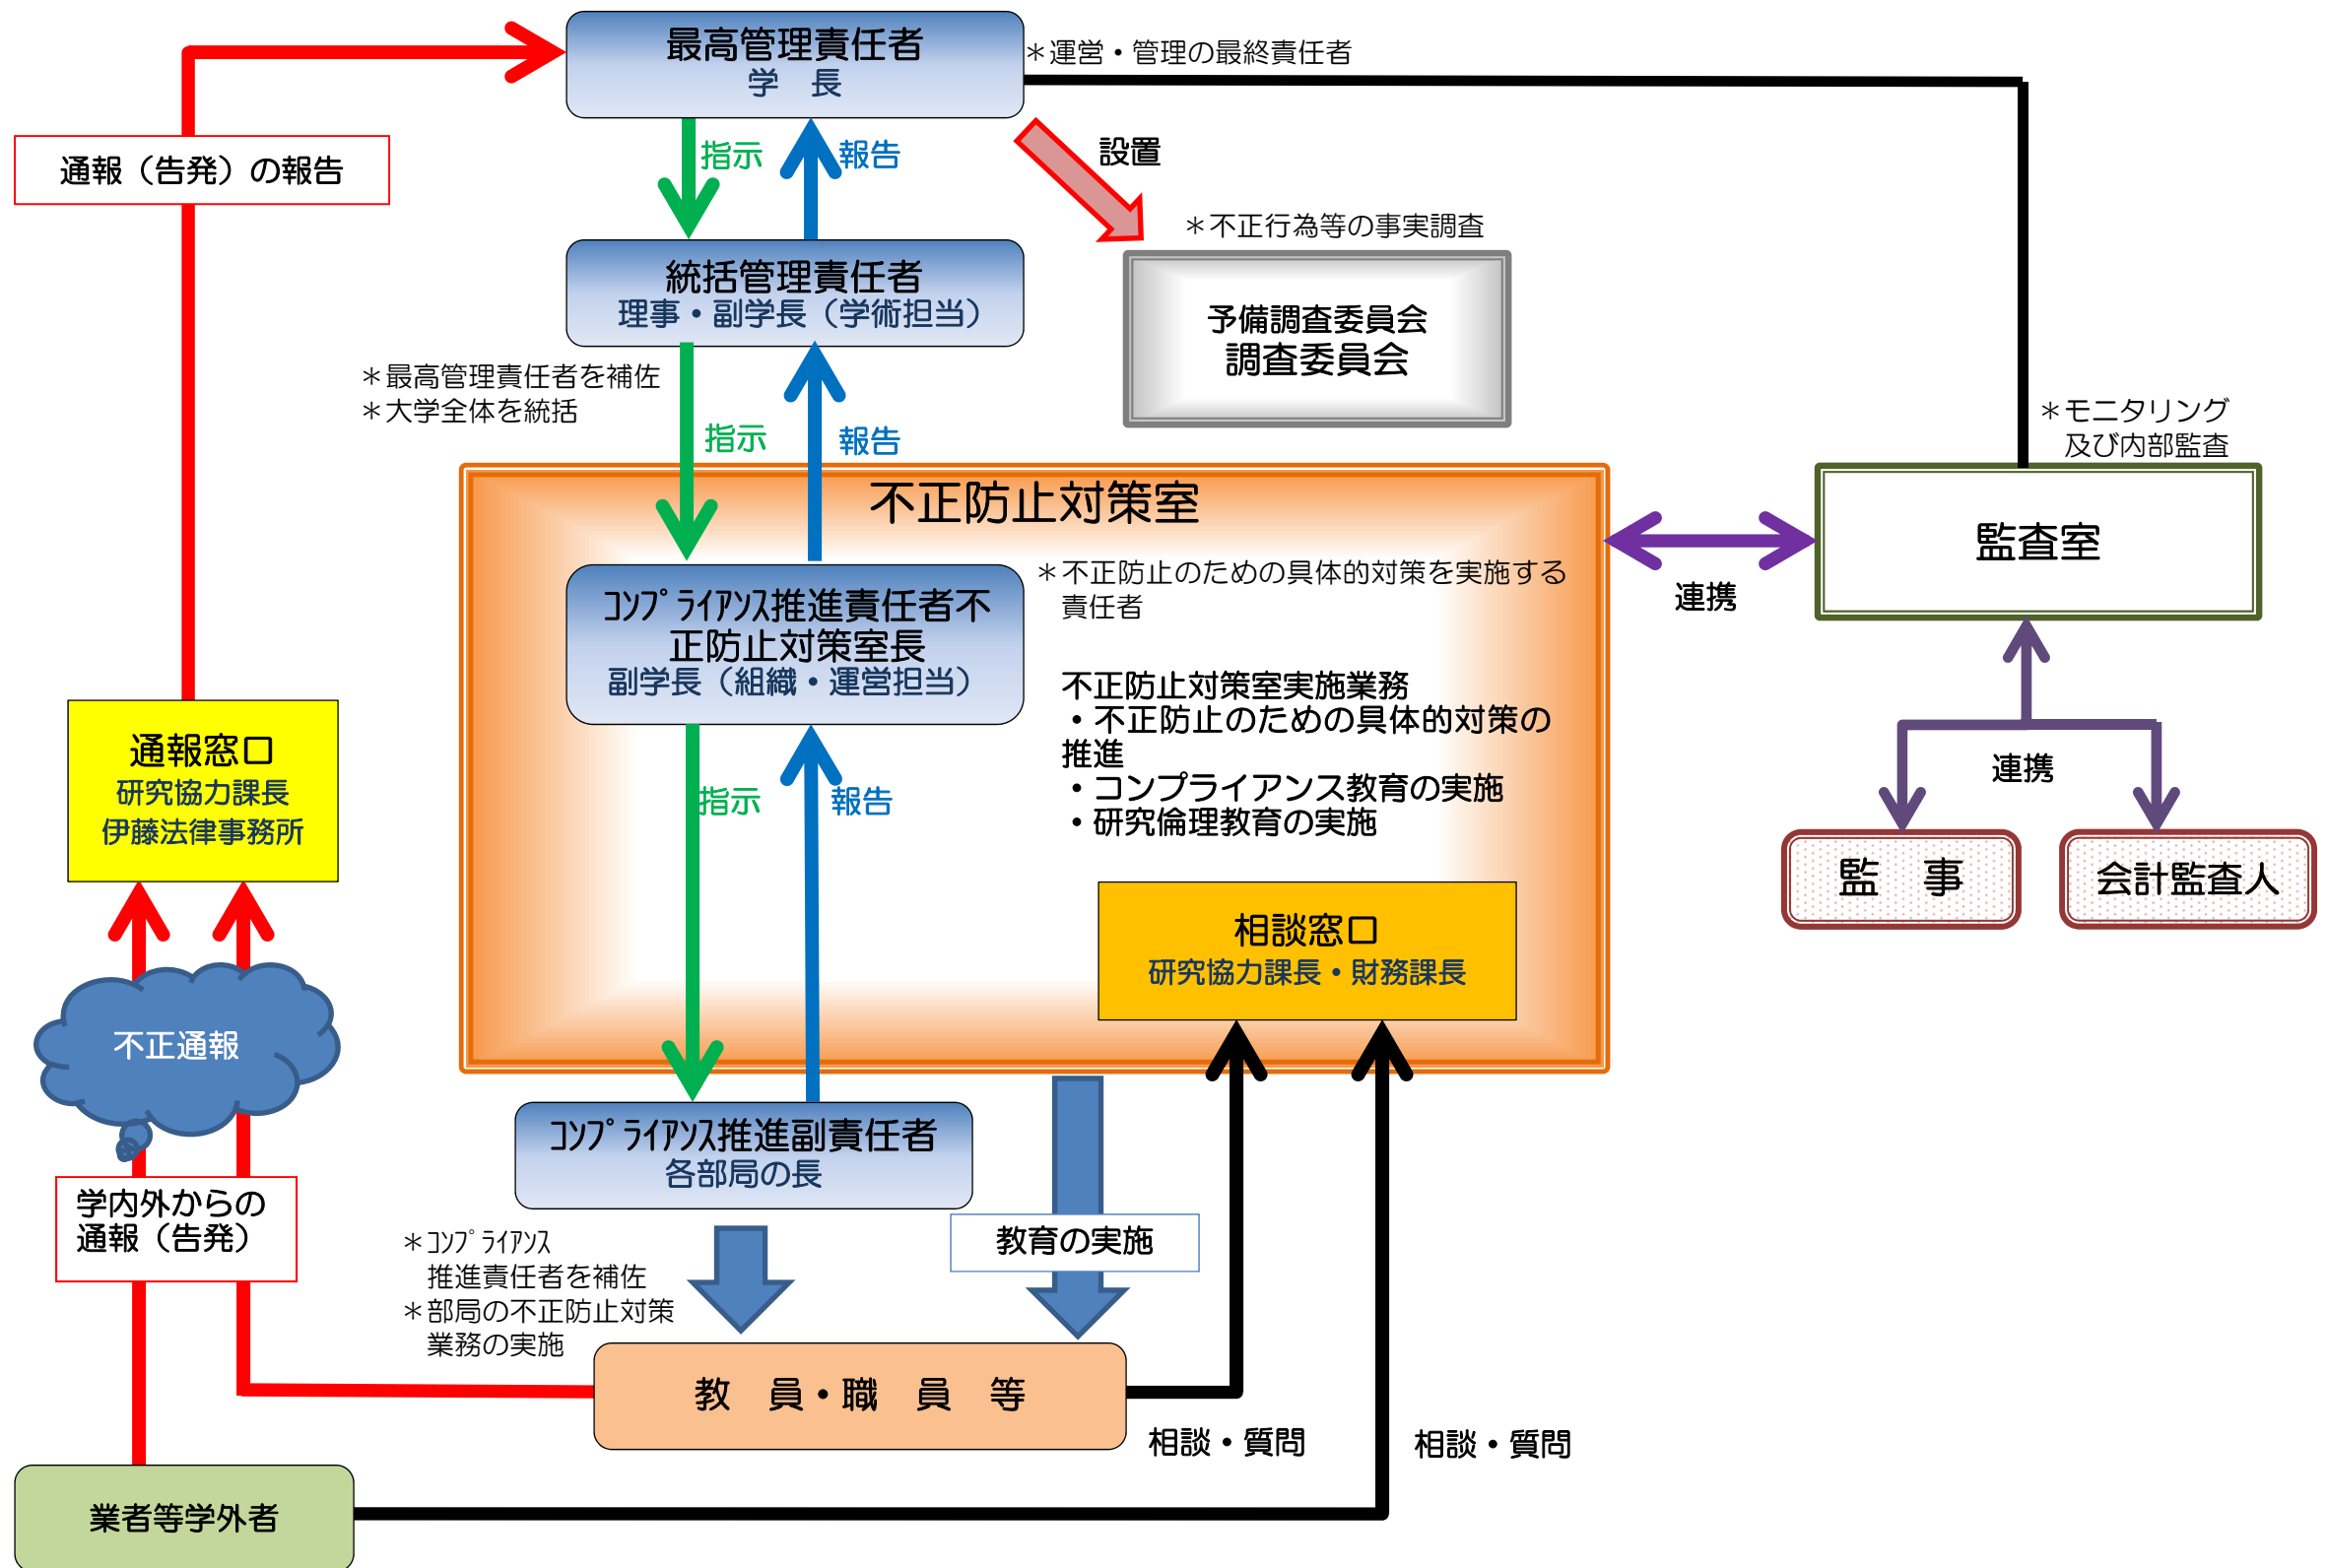 最高管理責任者
学　長
＊運営・管理の最終責任者
通報（告発）の報告
指示
報告
設置
＊不正行為等の事実調査
統括管理責任者
理事・副学長（学術担当）
予備調査委員会
調査委員会
＊最高管理責任者を補佐
＊大学全体を統括
指示
報告
＊モニタリング
及び内部監査
不正防止対策室
監査室
連携
ｺﾝﾌﾟﾗｲｱﾝｽ推進責任者不
正防止対策室長
副学長（組織・運営担当）
＊不正防止のための具体的対策を実施する
責任者
不正防止対策室実施業務
・不正防止のための具体的対策の
推進
・コンプライアンス教育の実施
・研究倫理教育の実施
通報窓口
研究協力課長
伊藤法律事務所
指示
報告
連携
監　事
会計監査人
相談窓口
研究協力課長・財務課長
不正通報
ｺﾝﾌﾟﾗｲｱﾝｽ推進副責任者
各部局の長
学内外からの
通報（告発）
＊ｺﾝﾌﾟﾗｲｱﾝｽ
推進責任者を補佐
＊部局の不正防止対策
業務の実施
教育の実施
教　員・職　員　等
相談・質問
相談・質問
業者等学外者